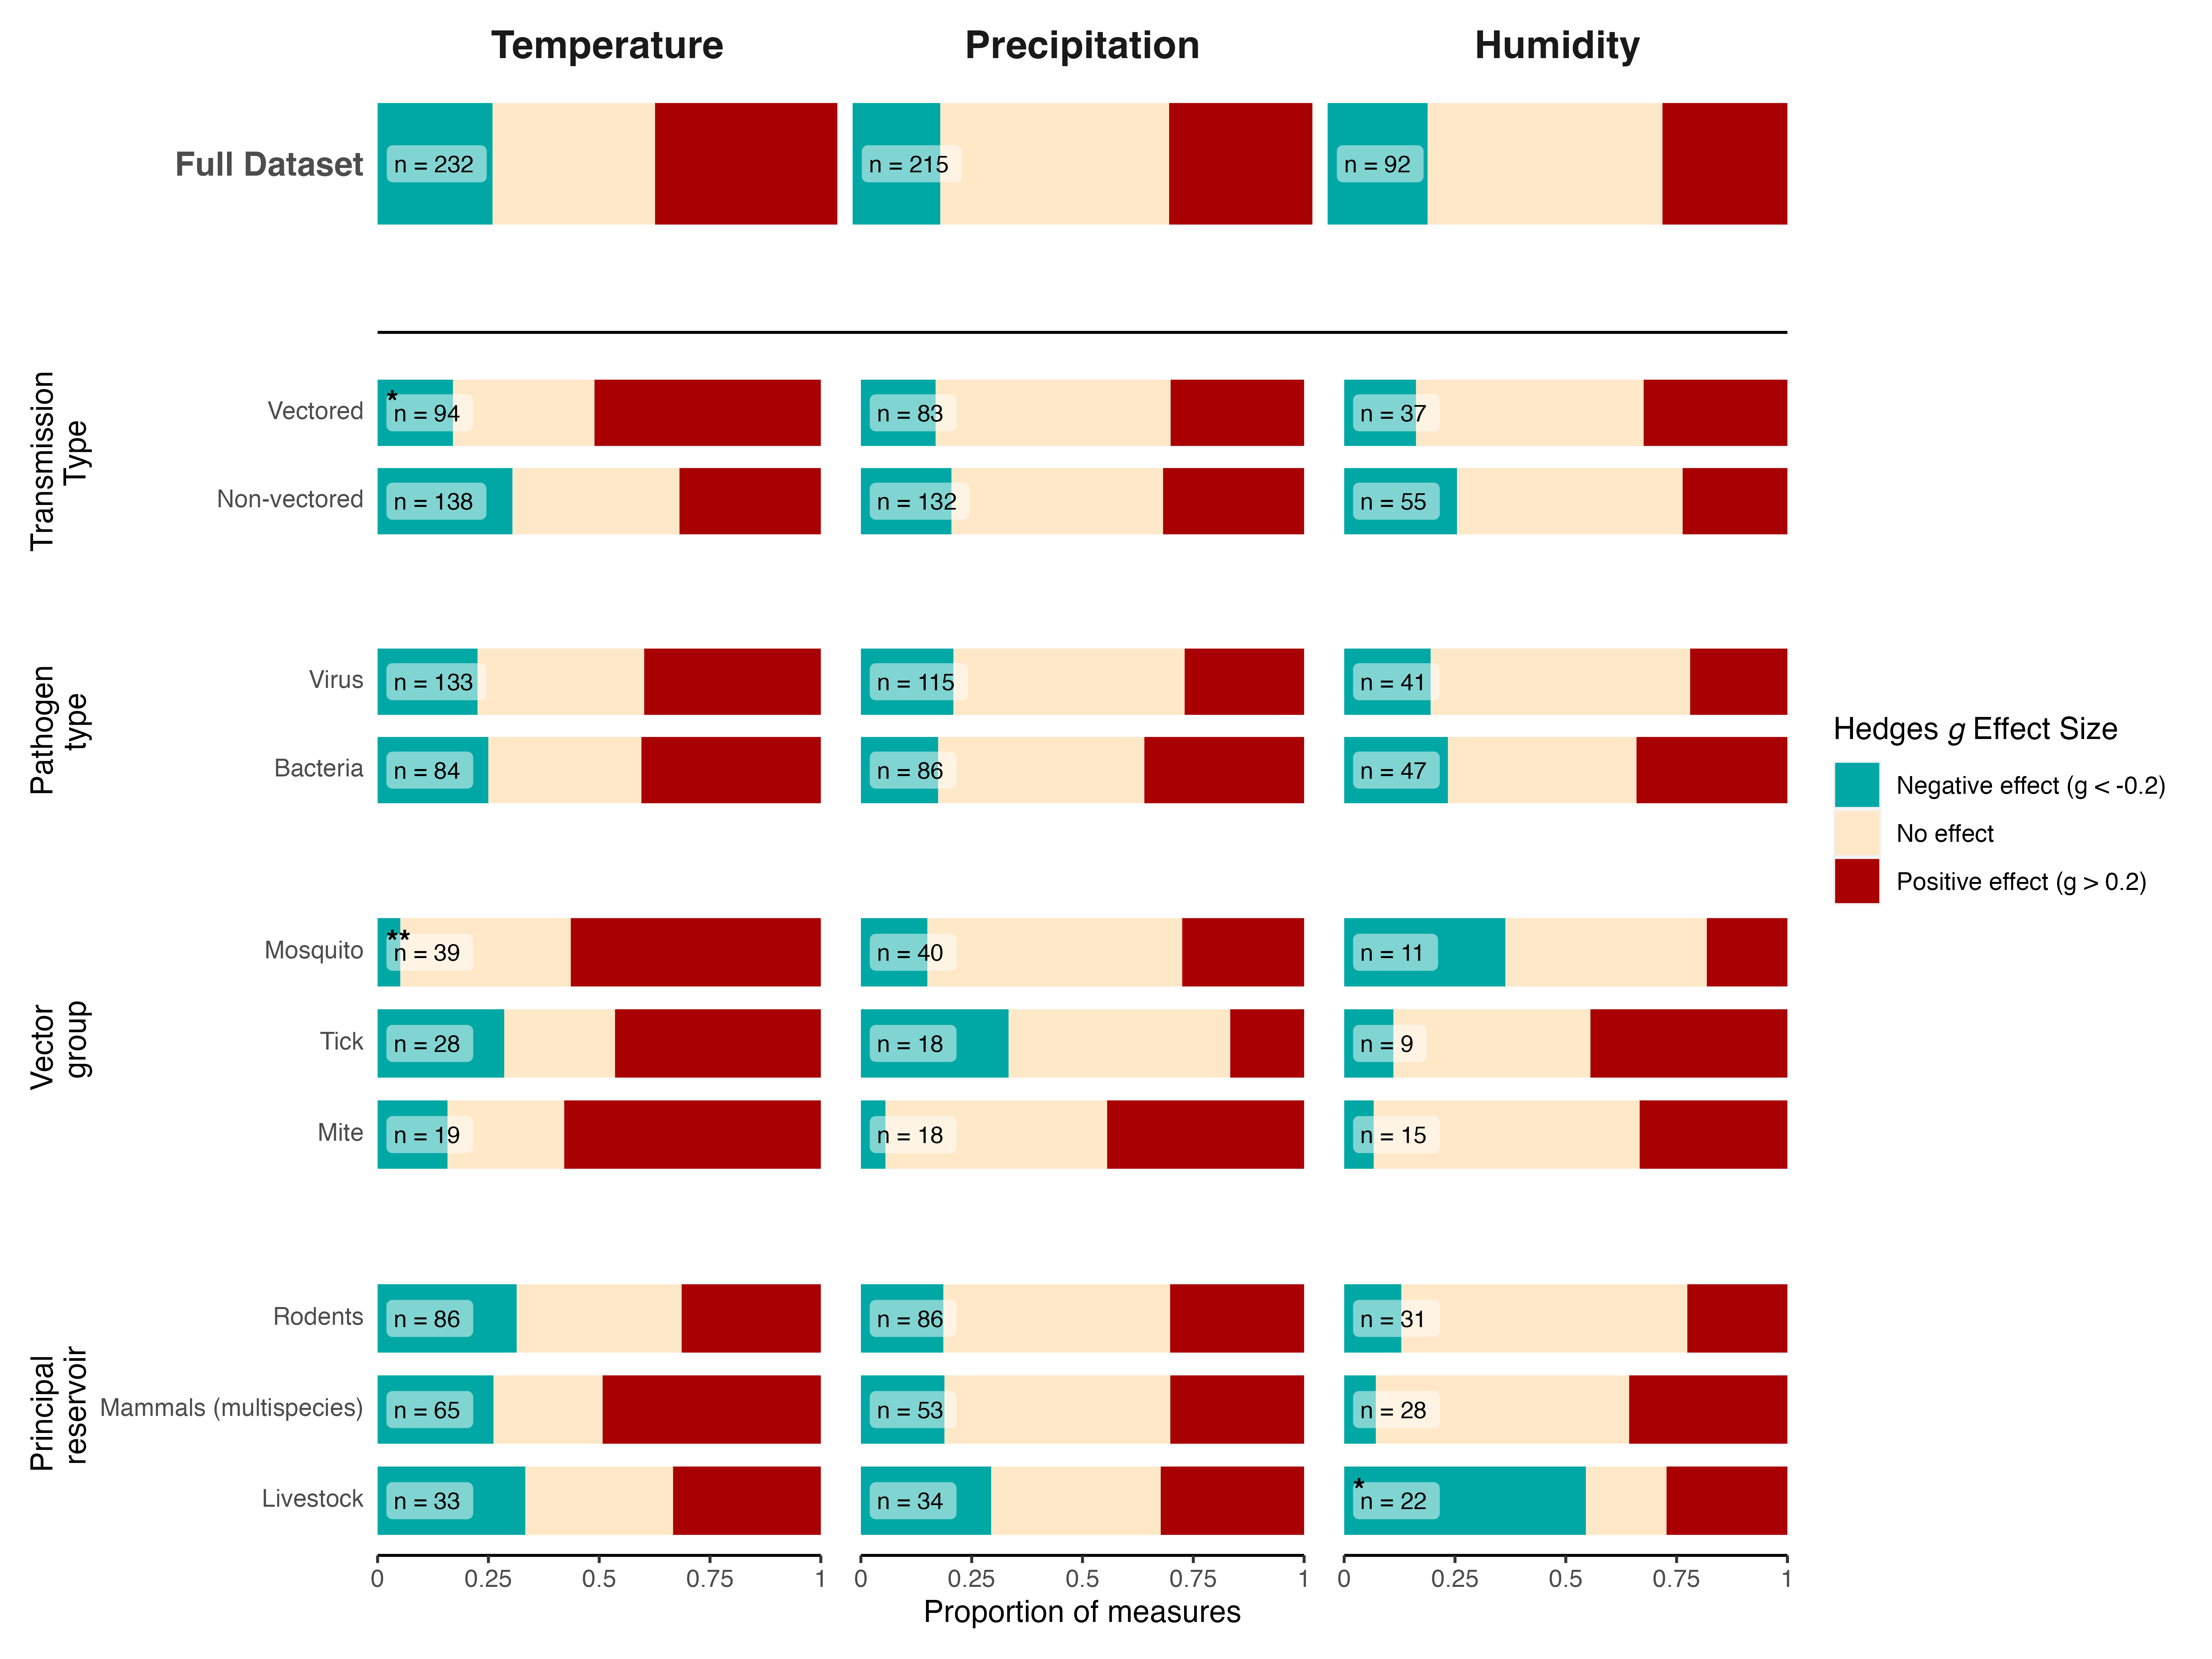 Temperature Precipitation Humidity
Full Dataset n = 232 n = 215 n = 92
Transmission
Type
Vectored * n = 94 n = 83 n = 37
Non-vectored n = 138 n = 132 n = 55
Pathogen
type
Virus n = 133 n = 115 n = 41
Bacteria n = 84 n = 86 n = 47
Hedges g Effect Size
Negative effect (g < -0.2)
No effect
Positive effect (g > 0.2)
Vector
group
Mosquito ** n = 39 n = 40 n = 11
Tick n = 28 n = 18 n = 9
Mite n = 19 n = 18 n = 15
Principal
reservoir
Rodents n = 86 n = 86 n = 31
Mammals (multispecies) n = 65 n = 53 n = 28
Livestock n = 33 n = 34 * n = 22
0 0.25 0.5 0.75 1 0 0.25 0.5 0.75 1 0 0.25 0.5 0.75 1
Proportion of measures